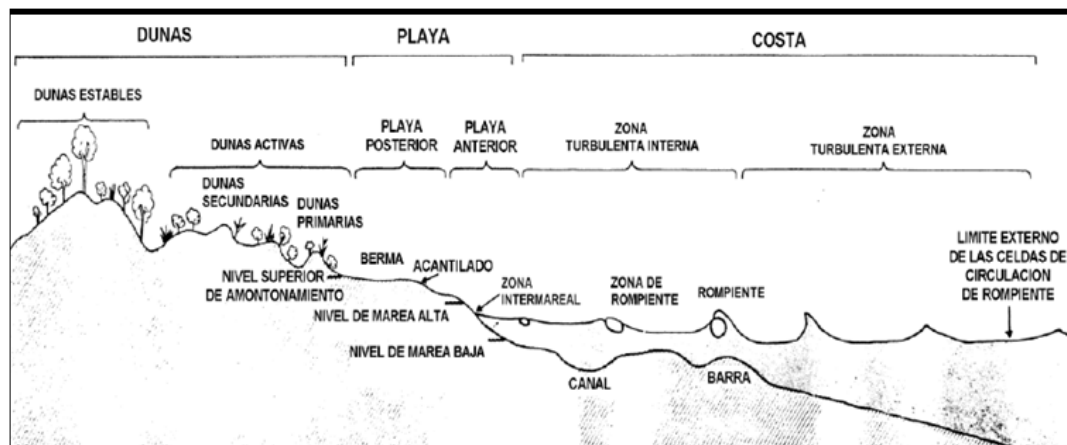 DUNAS
PLAYA
COSTA
DUNAS ESTABLES
DUNAS ACTIVAS
PLAYA
POSTERIOR
PLAYA
ANTERIOR
ZONA
TURBULENTA INTERNA
ZONA
TURBULENTA EXTERNA
DUNAS
SECUNDARIAS
DUNAS
PRIMARIAS
BERMA
ACANTILADO
NIVEL SUPERIOR
DE AMONTONAMIENTO
ZONA
INTERMAREAL
ZONA DE
ROMPIENTE
ROMPIENTE
LIMITE EXTERNO
DE LAS CELDAS DE
CIRCULACION
DE ROMPIENTE
NIVEL DE MAREA ALTA
NIVEL DE MAREA BAJA
CANAL
BARRA